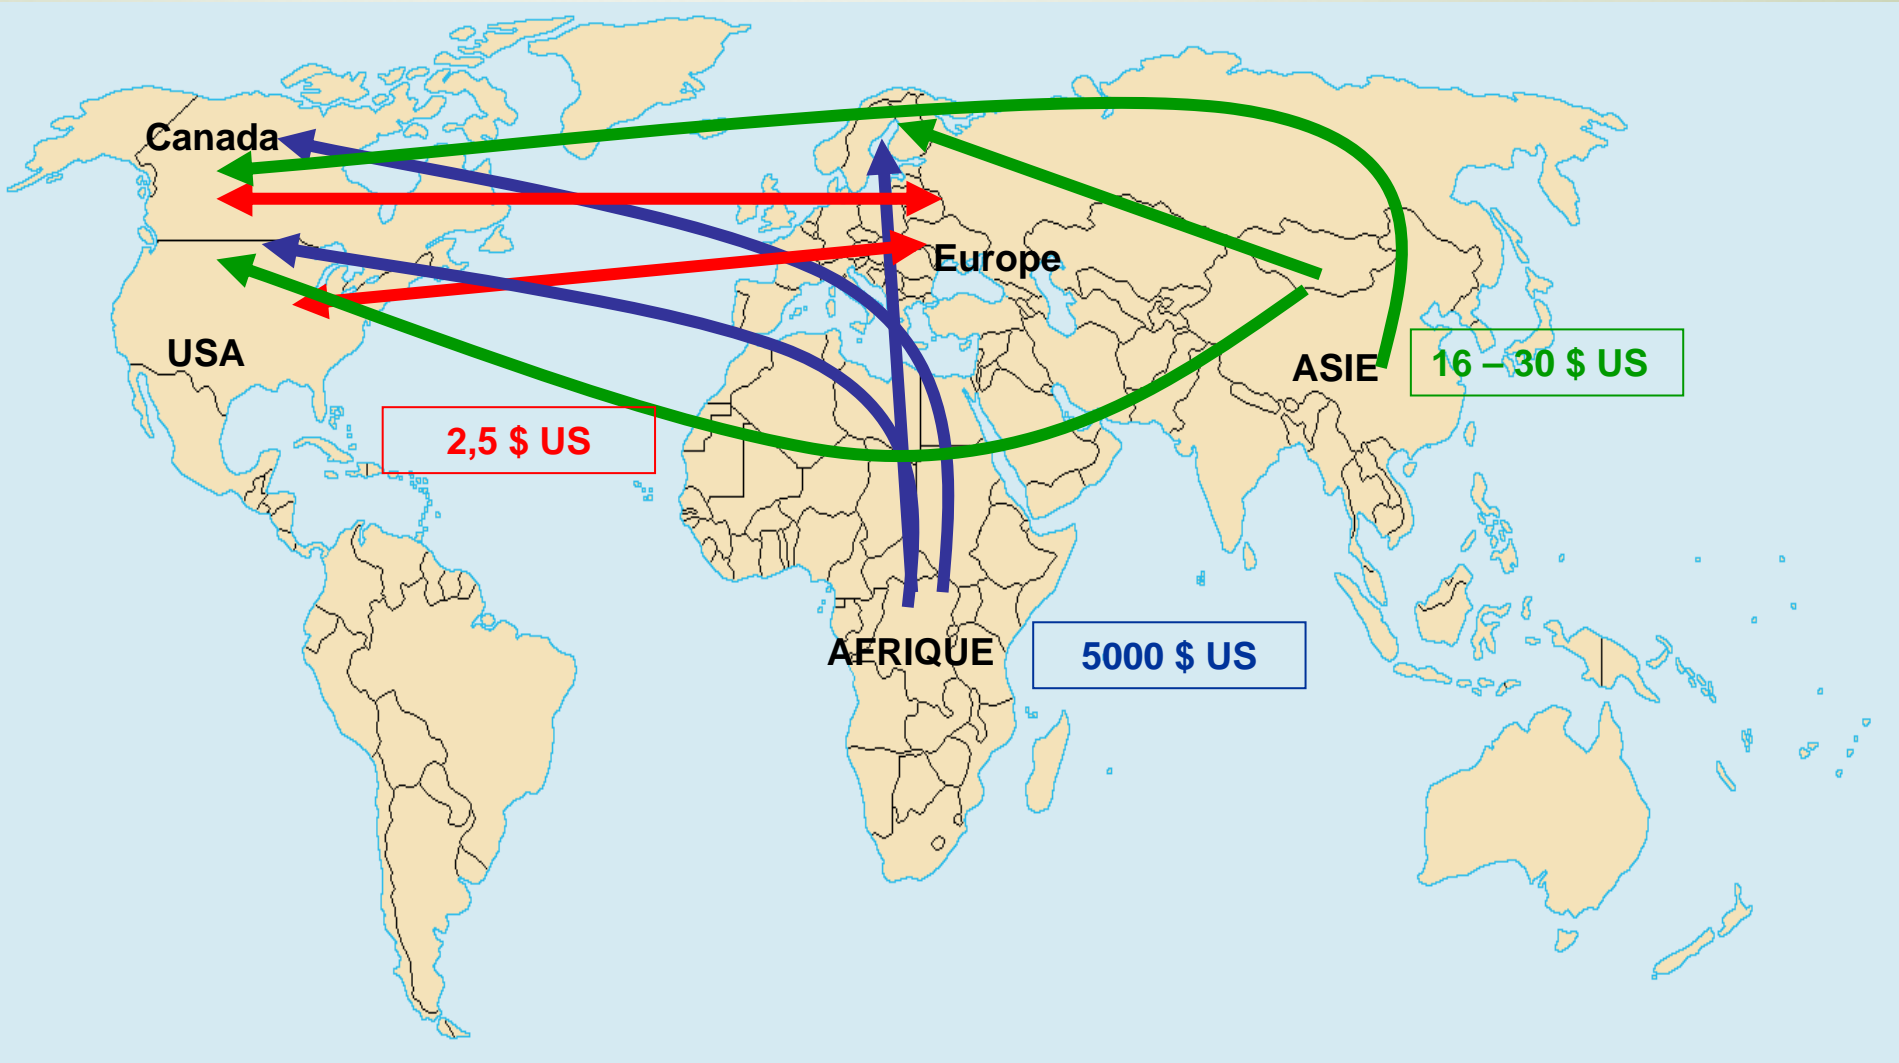 Canada
Europe
USA
ASIE
16 – 30 $ US
2,5 $ US
AFRIQUE
5000 $ US